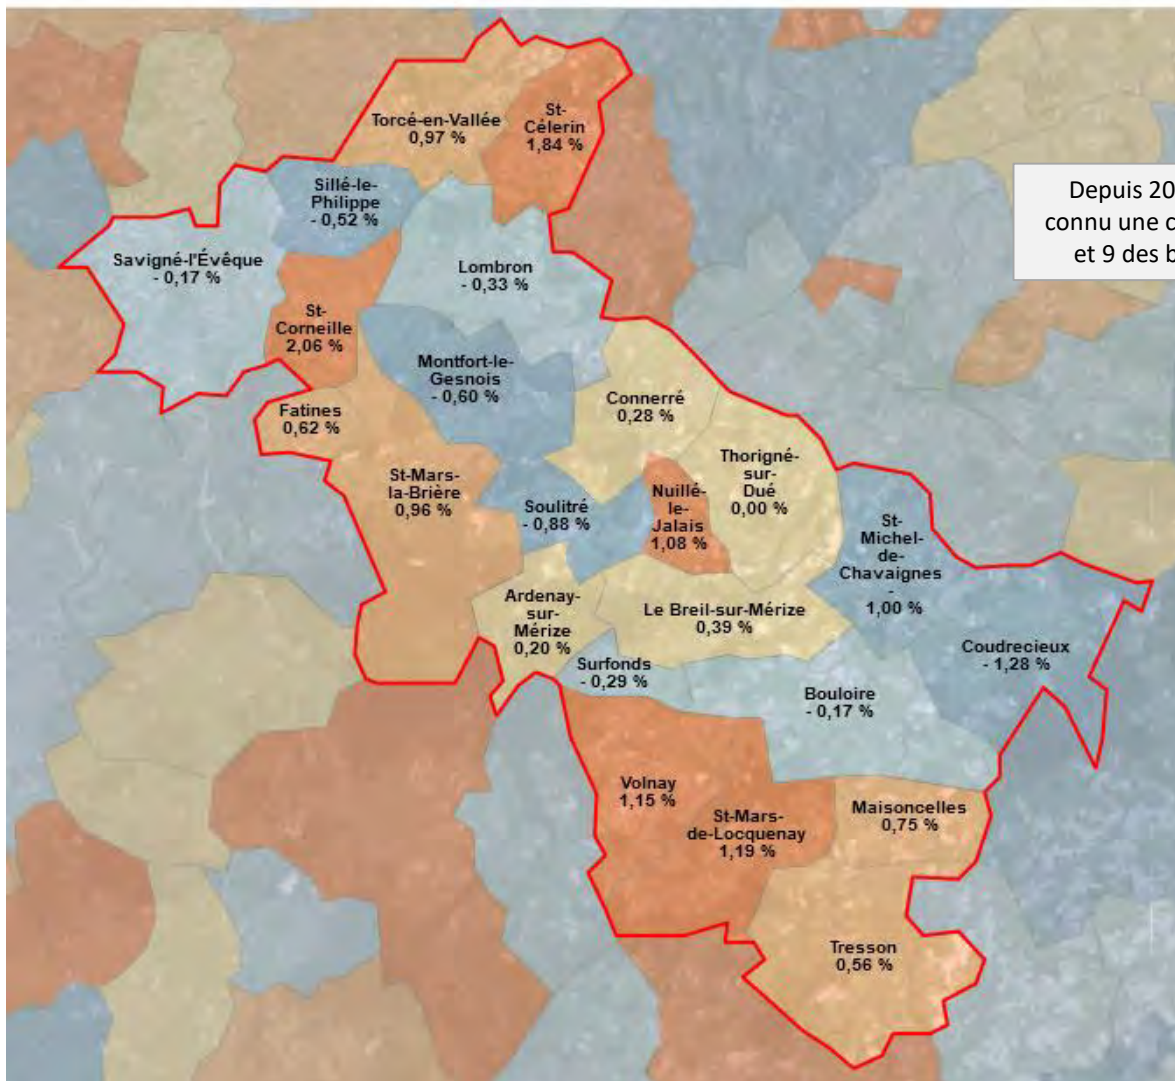 Torcé-en-Vallée
0,97 %
St-
Célerin
1,84 %
Sillé-le-
Philippe
- 0,52 %
Savigné-l'Évêque
- 0,17 %
Lombron
- 0,33 %
Depuis 20
connu une c
et 9 des b
St-
Corneille
2,06 %
Montfort-le-
Gesnois
- 0,60 %
Connerré
0,28 %
Fatines
0,62 %
St-Mars-
la-Brière
0,96 %
Soulitré
- 0,88 %
Nuillé-
le-
Jalais
1,08 %
Thorigné-
sur-
Dué
0,00 %
St-
Michel-
de-
Chavaignes
-
1,00 %
Ardenay-
sur-
Mérize
0,20 %
Le Breil-sur-Mérize
0,39 %
Coudrecieux
- 1,28 %
Surfonds
- 0,29 %
Bouloire
- 0,17 %
Volnay
1,15 %
St-Mars-
de-Locquenay
1,19 %
Maisoncelles
0,75 %
Tresson
0,56 %